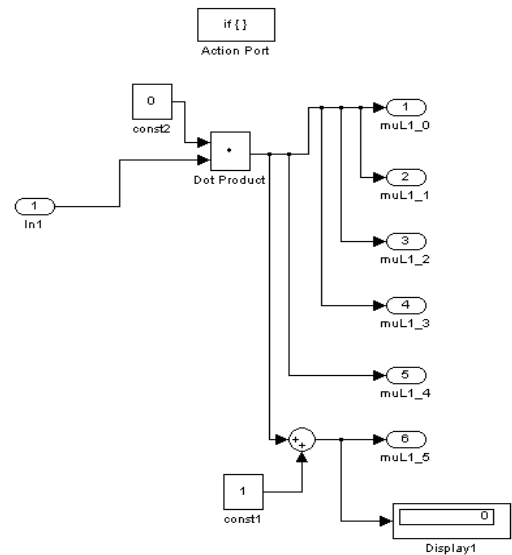 if { }
Action Port
0
const2
Dot Product
1
In1
1
muL1_0
2
muL1_1
3
muL1_2
4
muL1_3
5
muL1_4
6
muL1_5
+
+
1
const1
0
Display1